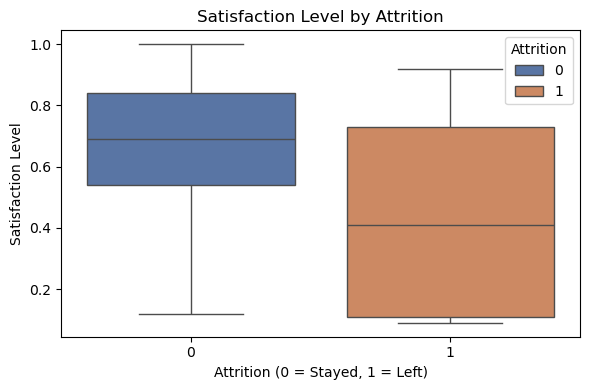 Satisfaction Level by Attrition
Attrition
0
1
Satisfaction Level
1.0
0.8
0.6
0.4
0.2
0
1
Attrition (0 = Stayed, 1 = Left)